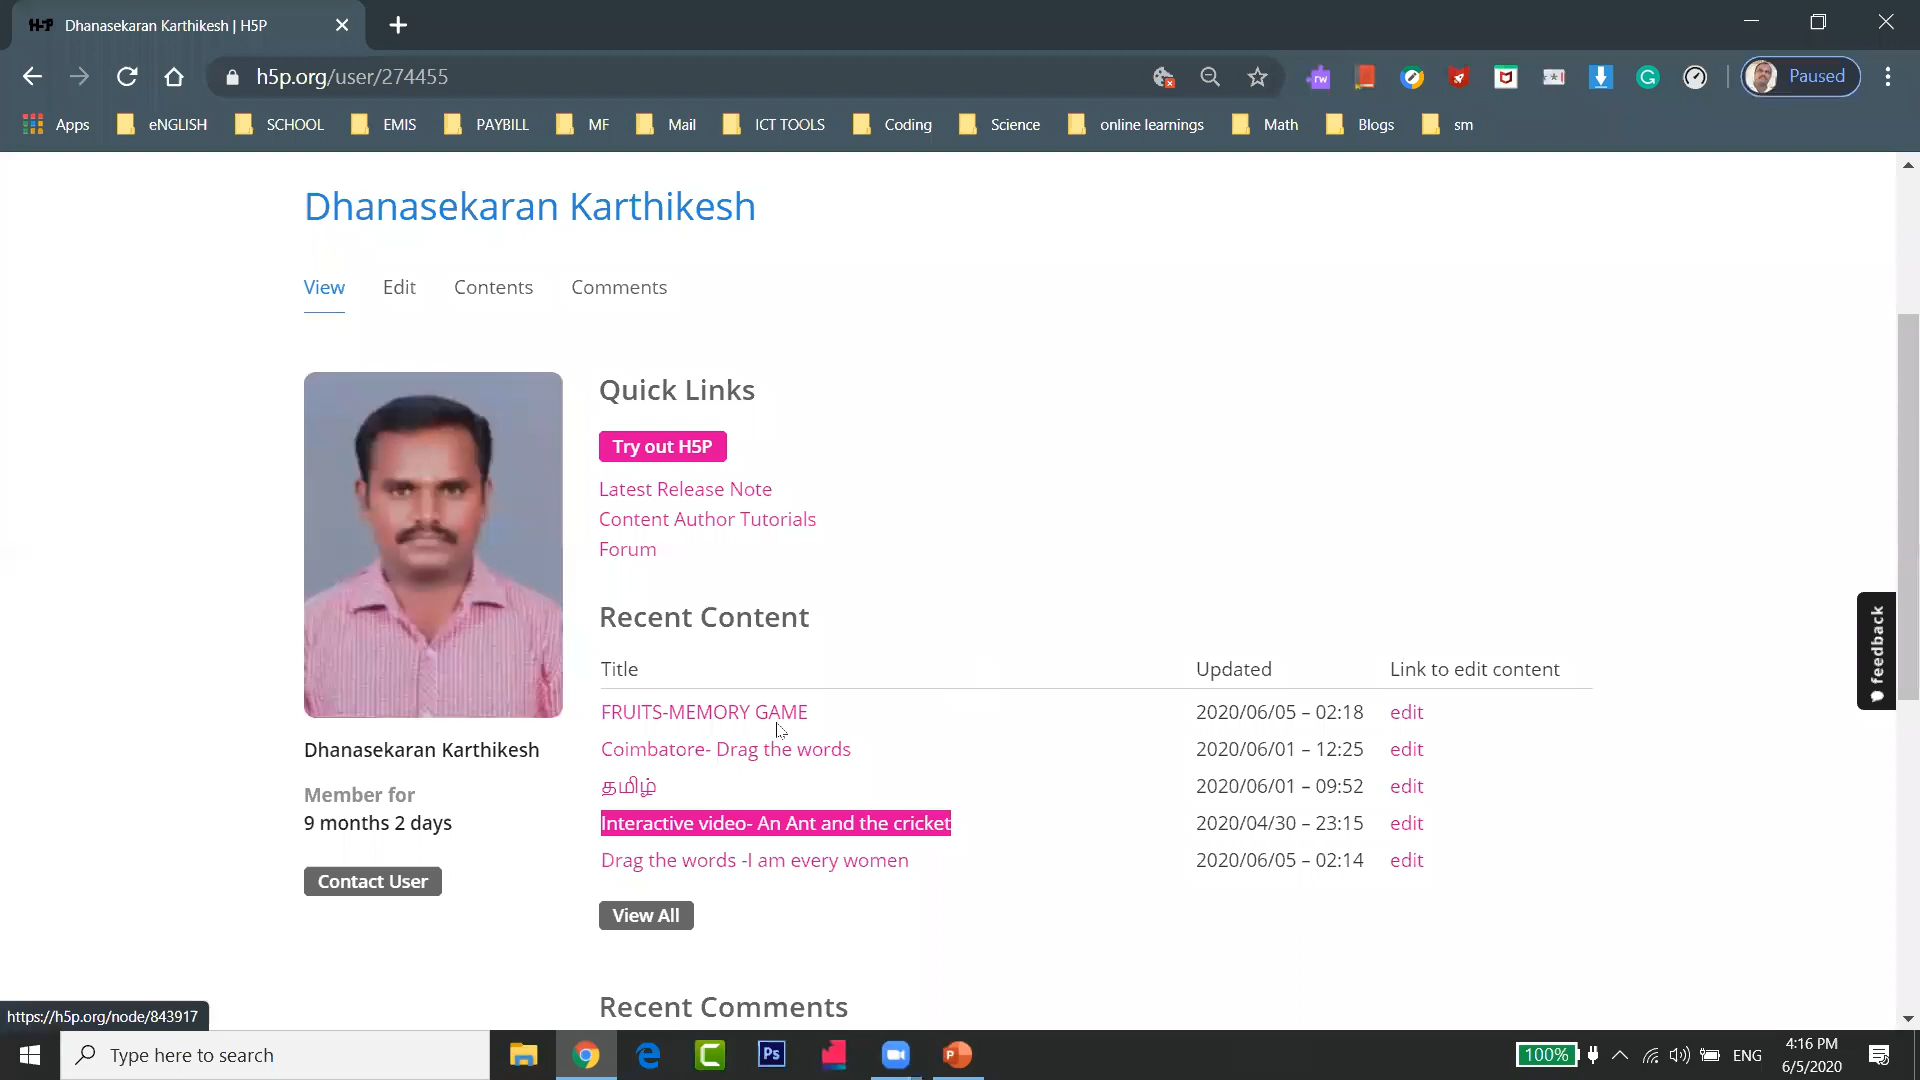 Dhanasekaran Karthikesh | H5P
h5p.org/user/274455
Paused
Apps eNGLISH SCHOOL EMIS PAYBILL MF Mail ICT TOOLS Coding Science online learnings Math Blogs sm
Dhanasekaran Karthikesh
View Edit Contents Comments
Quick Links
Try out H5P
Latest Release Note
Content Author Tutorials
Forum
Recent Content
Title Updated Link to edit content
FRUITS-MEMORY GAME 2020/06/05 – 02:18 edit
Coimbatore- Drag the words 2020/06/01 – 12:25 edit
தமிழ் 2020/06/01 – 09:52 edit
Interactive video- An Ant and the cricket 2020/04/30 – 23:15 edit
Drag the words -I am every women 2020/06/05 – 02:14 edit
View All
Dhanasekaran Karthikesh
Member for
9 months 2 days
Contact User
feedback
Recent Comments
https://h5p.org/node/843917
Type here to search
Ps
100%
ENG
4:16 PM
6/5/2020